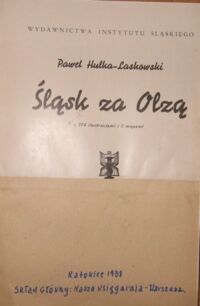 WYDAWNICTWA INSTYTUTU ŚLĄSKIEGO
Paweł Hulka-Laskowski
Śląsk za Olzą
ilustracjami i 2 mapami
Katowice 1938
SKŁAD GŁÓWNY: NASZA KSIĘGARNIA-WARSZAWA.